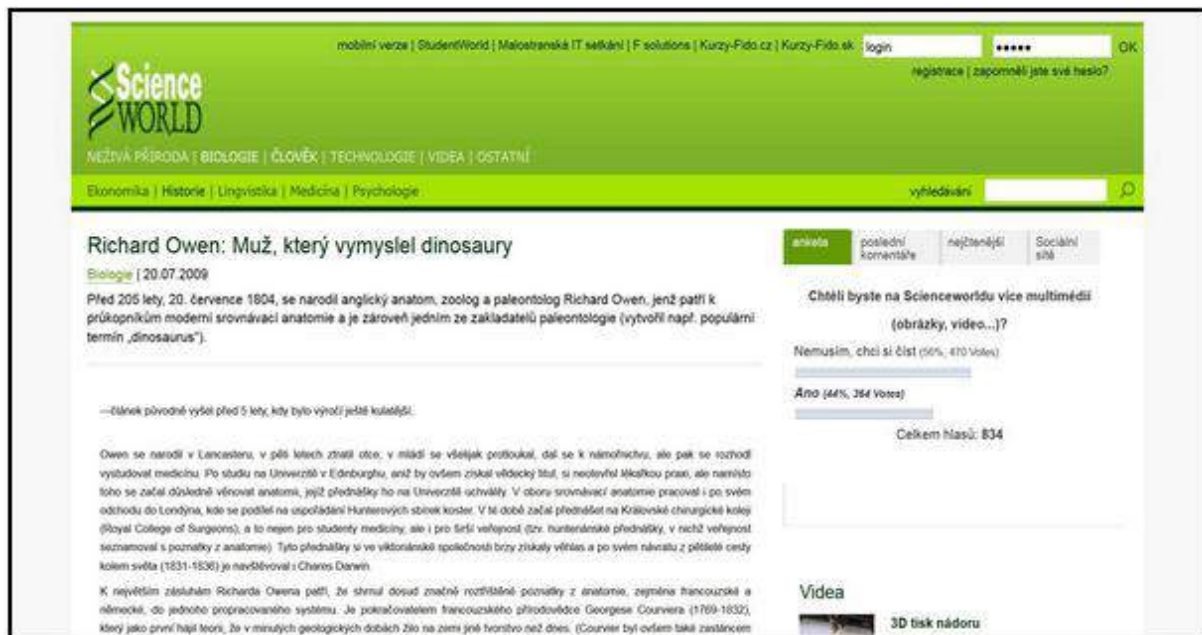 mobilní verze | StudentWorld | Malostranská IT setkání | F solutions | Kurzy-Fido.cz | Kurzy-Fido.sk login ••••• OK
registrace | zapomněli jste své heslo?
Science
WORLD
NEŽIVÁ PŘÍRODA | BIOLOGIE | ČLOVĚK | TECHNOLOGIE | VIDEA | OSTATNÍ
Ekonomika | Historie | Lingvistika | Medicína | Psychologie
vyhledávání
Richard Owen: Muž, který vymyslel dinosaury
Biologie | 20.07.2009
Před 205 lety, 20. července 1804, se narodil anglický anatom, zoolog a paleontolog Richard Owen, jenž patří k
průkopníkům moderní srovnávací anatomie a je zároveň jedním ze zakladatelů paleontologie (vytvořil např. populární
termín „dinosaurus").
—článek původně vyšel před 5 lety, kdy bylo výročí ještě kulatější.
Owen se narodil v Lancasteru, v pěti letech ztratil otce, v mládí se všelijak protloukal, dal se k námořnictvu, ale pak se rozhodl
vystudovat medicínu. Po studiu na Univerzitě v Edinburghu, aniž by ovšem získal vědecký titul, si neotevřel lékařkou praxi, ale namísto
toho se začal důsledně věnovat anatomii, jejíž přednášky ho na Univerzitě uchvátily. V oboru srovnávací anatomie pracoval i po svém
odchodu do Londýna, kde se podílel na uspořádání Hunterových sbírek koster. V té době začal přednášet na Královské chirurgické koleji
(Royal College of Surgeons), a to nejen pro studenty medicíny, ale i pro širší veřejnost (tzv. hunteriánské přednášky, v nichž veřejnost
seznamoval s poznatky z anatomie). Tyto přednášky si ve viktoriánské společnosti brzy získaly věhlas a po svém návratu z pětileté cesty
kolem světa (1831-1836) je navštěvoval i Chares Darwin.
K největším zásluhám Richarda Owena patří, že shrnul dosud značně roztříštěné poznatky z anatomie, zejména francouzské a
německé, do jednoho propracovaného systému. Je pokračovatelem francouzského přírodovědce Georgese Courviera (1769-1832),
který jako první hájil teorii, že v minulých geologických dobách žilo na zemi jiné tvorstvo než dnes. (Courvier byl ovšem také zastáncem
anketa
poslední komentáře
nejčtenější
Sociální sítě
Chtěli byste na Scienceworldu více multimédií
(obrázky, video...)?
Nemusím, chci si číst (56%, 470 Votes)
Ano (44%, 364 Votes)
Celkem hlasů: 834
Videa
3D tisk nádoru